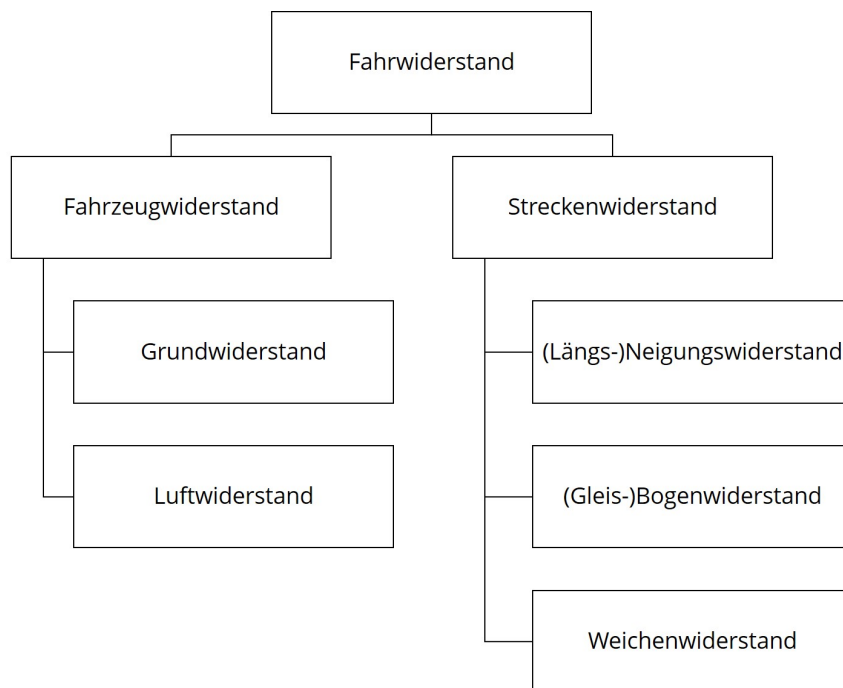 Fahrwiderstand
Fahrzeugwiderstand
Streckenwiderstand
Grundwiderstand
(Längs-)Neigungswiderstand
Luftwiderstand
(Gleis-)Bogenwiderstand
Weichenwiderstand